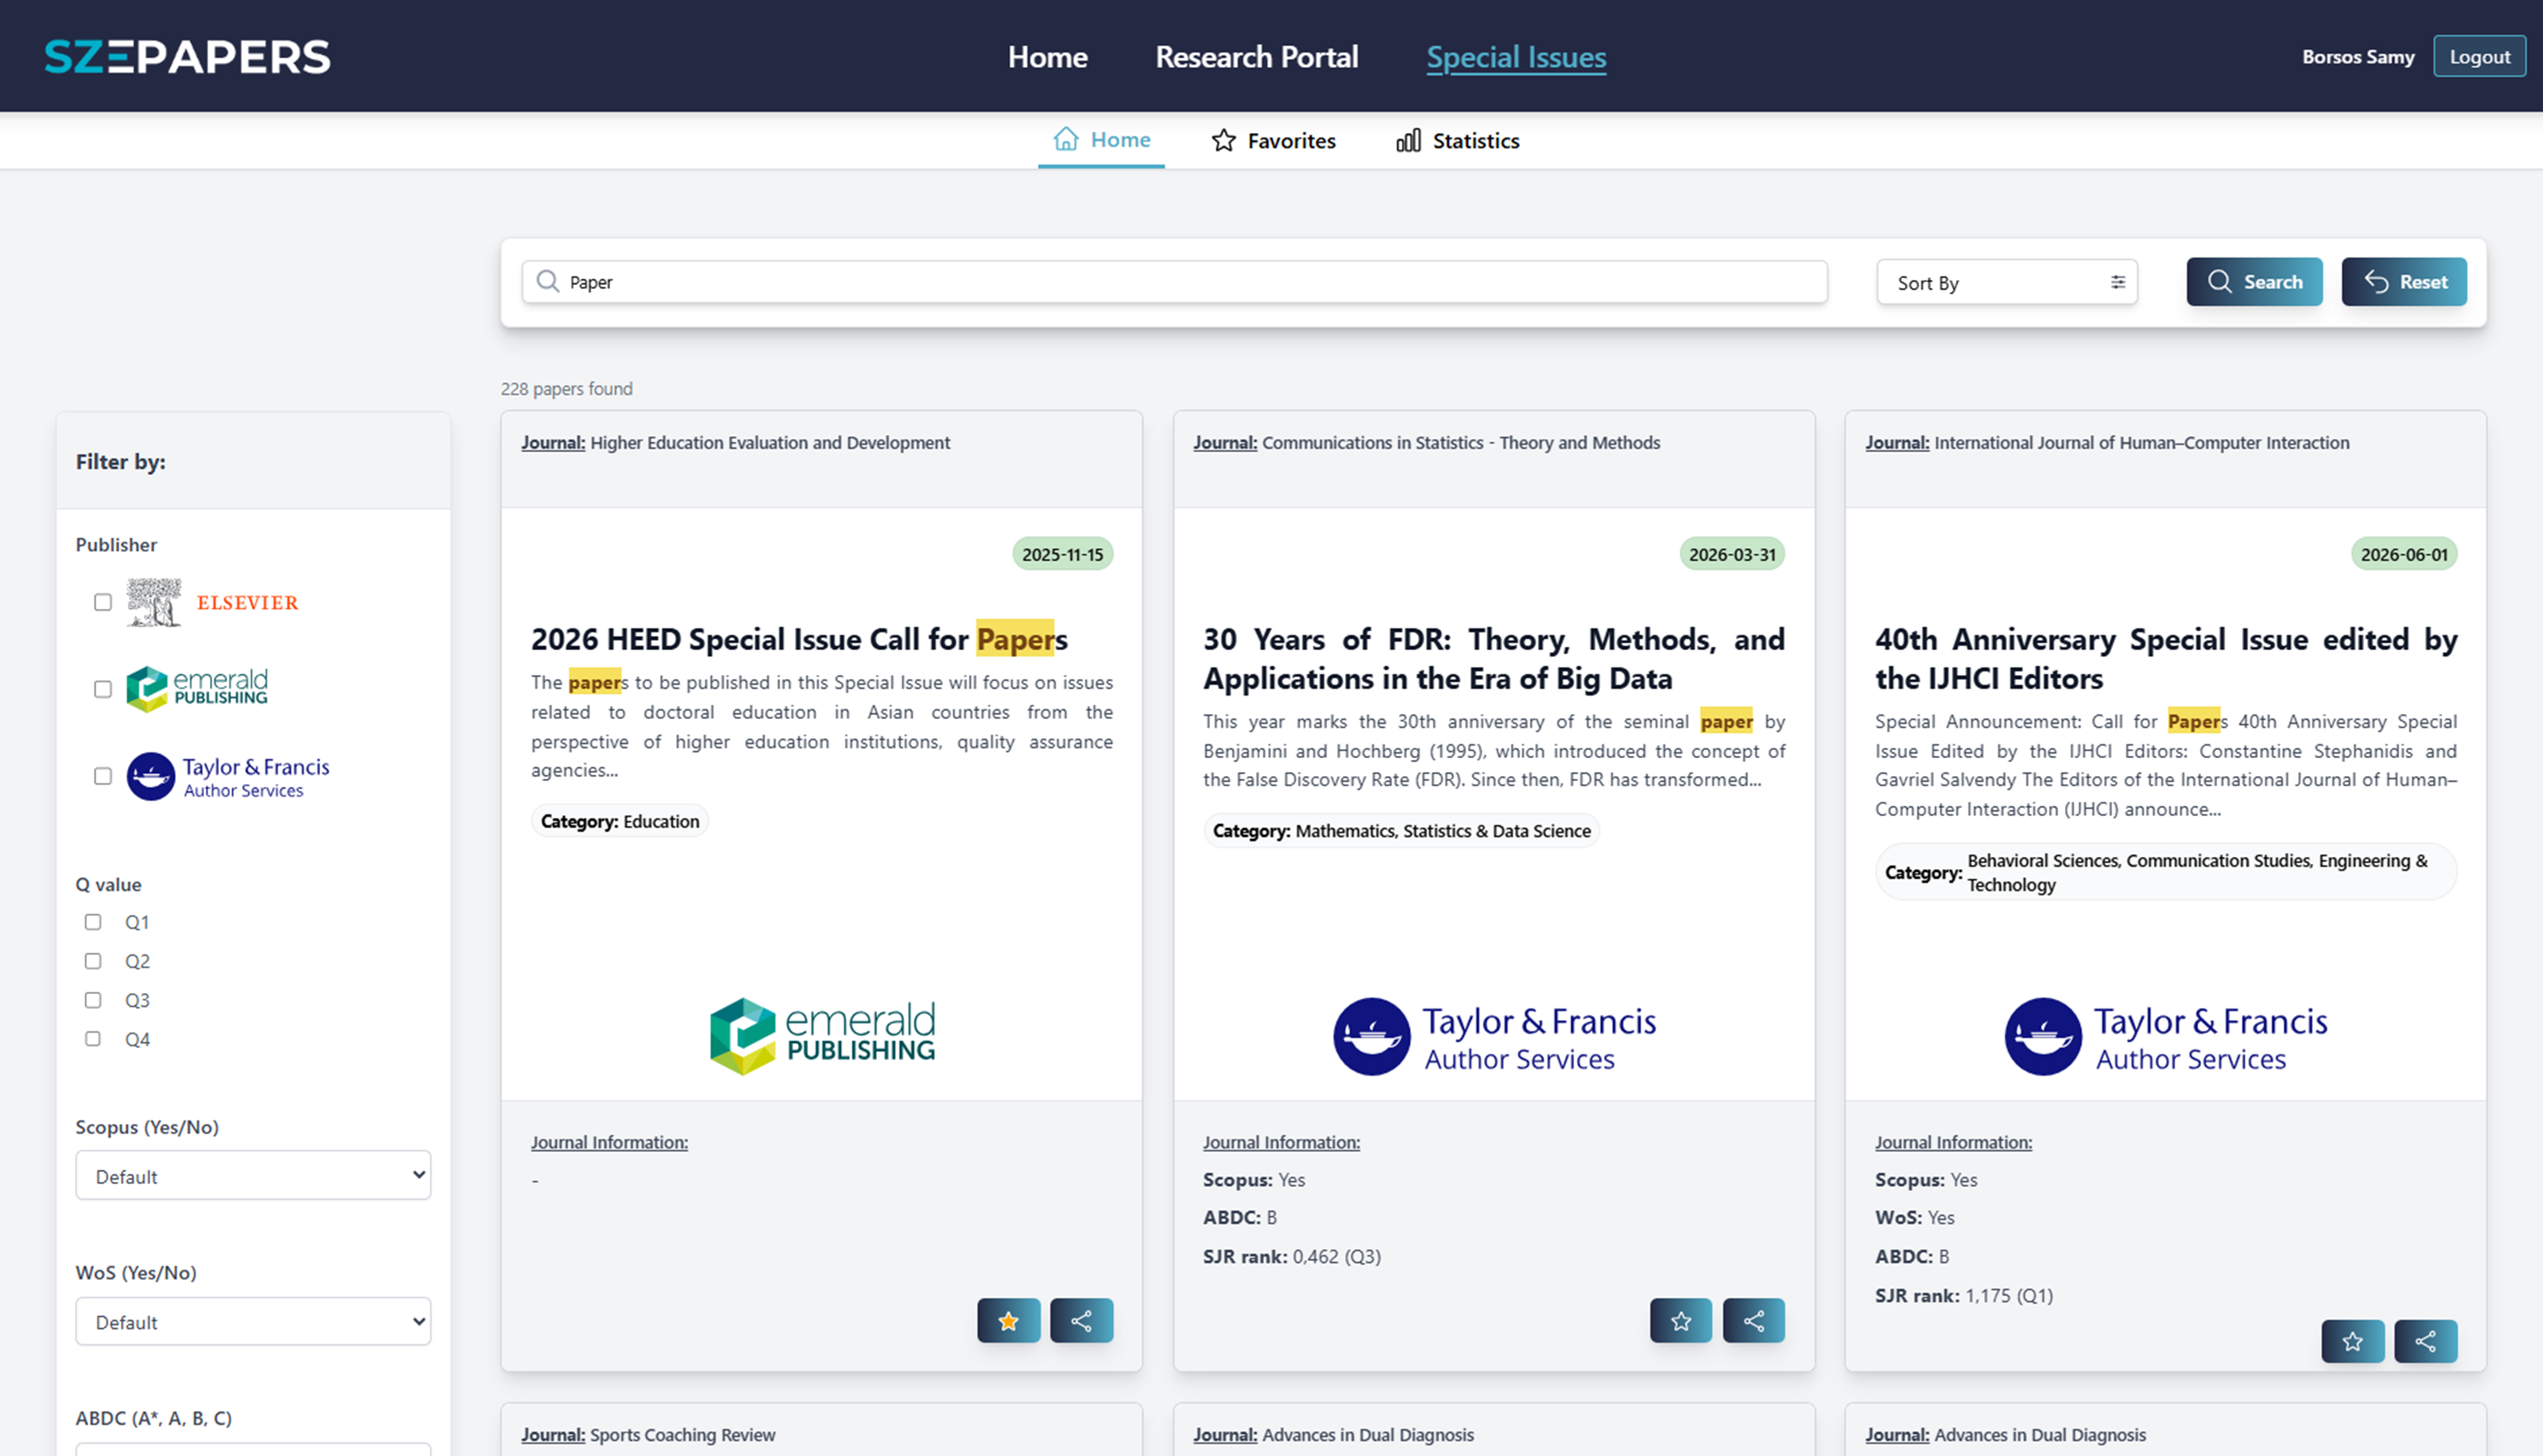 SZEPAPERS
Home
Research Portal
Special Issues
Borsos Samy
Logout
Home
Favorites
Statistics
Paper
Sort By
Search
Reset
228 papers found
Filter by:
Publisher
ELSEVIER
emerald
PUBLISHING
Taylor & Francis
Author Services
Q value
Q1
Q2
Q3
Q4
Scopus (Yes/No)
Default
WoS (Yes/No)
Default
ABDC (A*, A, B, C)
Journal: Higher Education Evaluation and Development
2025-11-15
2026 HEED Special Issue Call for Papers
The papers to be published in this Special Issue will focus on issues
related to doctoral education in Asian countries from the
perspective of higher education institutions, quality assurance
agencies...
Category: Education
emerald
PUBLISHING
Journal Information:
-
Journal: Communications in Statistics - Theory and Methods
2026-03-31
30 Years of FDR: Theory, Methods, and
Applications in the Era of Big Data
This year marks the 30th anniversary of the seminal paper by
Benjamini and Hochberg (1995), which introduced the concept of
the False Discovery Rate (FDR). Since then, FDR has transformed...
Category: Mathematics, Statistics & Data Science
Taylor & Francis
Author Services
Journal Information:
Scopus: Yes
ABDC: B
SJR rank: 0,462 (Q3)
Journal: International Journal of Human–Computer Interaction
2026-06-01
40th Anniversary Special Issue edited by
the IJHCI Editors
Special Announcement: Call for Papers 40th Anniversary Special
Issue Edited by the IJHCI Editors: Constantine Stephanidis and
Gavriel Salvendy The Editors of the International Journal of Human–
Computer Interaction (IJHCI) announce...
Category: Behavioral Sciences, Communication Studies, Engineering &
Technology
Taylor & Francis
Author Services
Journal Information:
Scopus: Yes
WoS: Yes
ABDC: B
SJR rank: 1,175 (Q1)
Journal: Sports Coaching Review
Journal: Advances in Dual Diagnosis
Journal: Advances in Dual Diagnosis